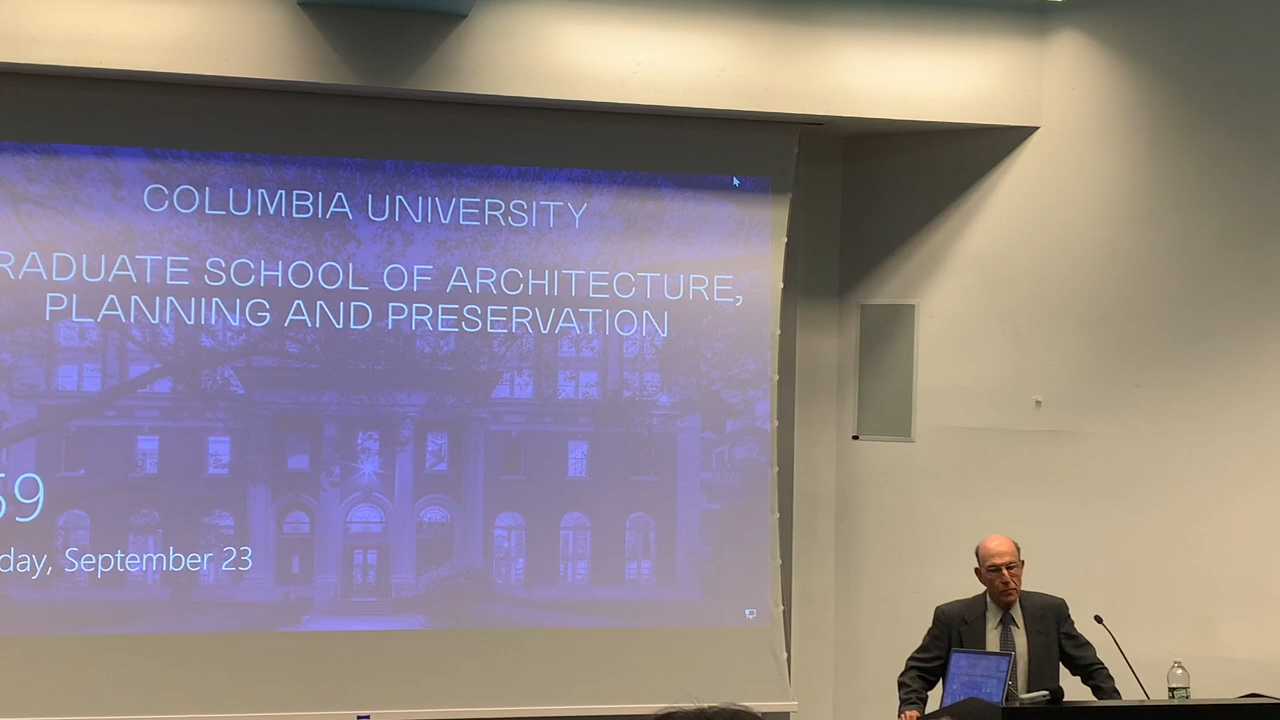 COLUMBIA UNIVERSITY
RADUATE SCHOOL OF ARCHITECTURE,
PLANNING AND PRESERVATION
59
day, September 23